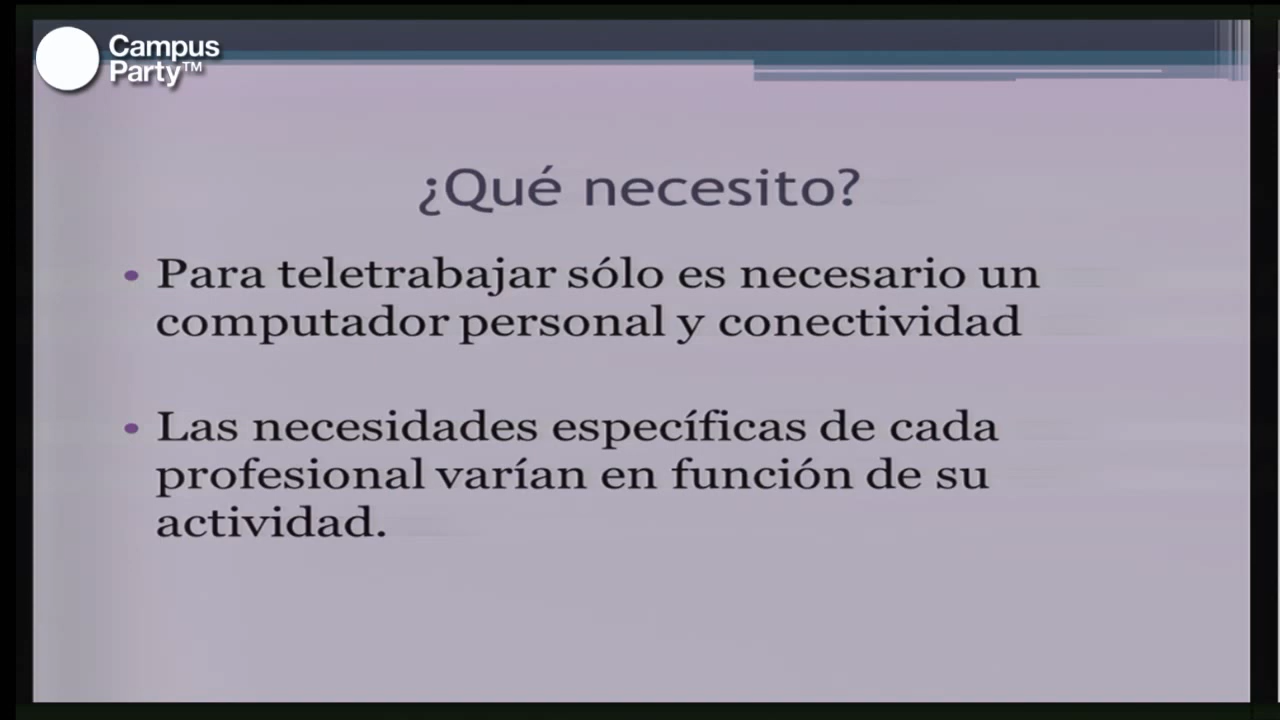 Campus
Party™
¿Qué necesito?
• Para teletrabajar sólo es necesario un
computador personal y conectividad
• Las necesidades específicas de cada
profesional varían en función de su
actividad.